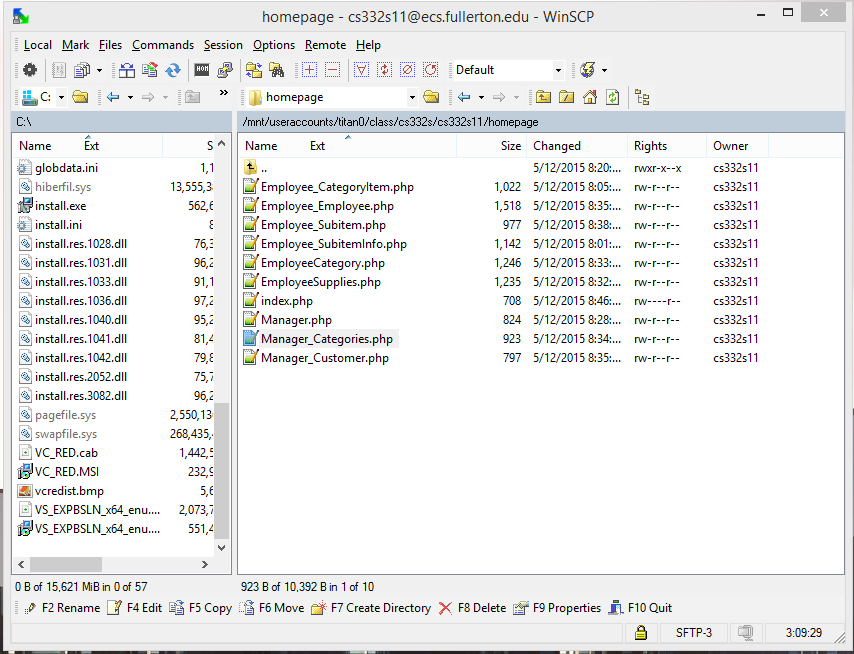 homepage - cs332s11@ecs.fullerton.edu - WinSCP
Local Mark Files Commands Session Options Remote Help
Default
C: » homepage
C:\ /mnt/useraccounts/titan0/class/cs332s/cs332s11/homepage
Name Ext S Name Ext Size Changed Rights Owner
globdata.ini 1,1 .. 5/12/2015 8:20:... rwxr-x--x cs332s11
hiberfil.sys 13,555,3 Employee_CategoryItem.php 1,022 5/12/2015 8:05:... rw-r--r-- cs332s11
install.exe 562,6 Employee_Employee.php 1,518 5/12/2015 8:35:... rw-r--r-- cs332s11
install.ini 8 Employee_Subitem.php 977 5/12/2015 8:38:... rw-r--r-- cs332s11
install.res.1028.dll 76,3 Employee_SubitemInfo.php 1,142 5/12/2015 8:01:... rw-r--r-- cs332s11
install.res.1031.dll 96,2 EmployeeCategory.php 1,246 5/12/2015 8:33:... rw-r--r-- cs332s11
install.res.1033.dll 91,1 EmployeeSupplies.php 1,235 5/12/2015 8:32:... rw-r--r-- cs332s11
install.res.1036.dll 97,2 index.php 708 5/12/2015 8:46:... rw----r-- cs332s11
install.res.1040.dll 95,2 Manager.php 824 5/12/2015 8:28:... rw-r--r-- cs332s11
install.res.1041.dll 81,4 Manager_Categories.php 923 5/12/2015 8:34:... rw-r--r-- cs332s11
install.res.1042.dll 79,8 Manager_Customer.php 797 5/12/2015 8:35:... rw-r--r-- cs332s11
install.res.2052.dll 75,7
install.res.3082.dll 96,2
pagefile.sys 2,550,13
swapfile.sys 268,435,
VC_RED.cab 1,442,5
VC_RED.MSI 232,9
vcredist.bmp 5,6
VS_EXPBSLN_x64_enu.... 2,073,7
VS_EXPBSLN_x64_enu.... 551,4
0 B of 15,621 MiB in 0 of 57 923 B of 10,392 B in 1 of 10
F2 Rename F4 Edit F5 Copy F6 Move F7 Create Directory F8 Delete F9 Properties F10 Quit
SFTP-3 3:09:29